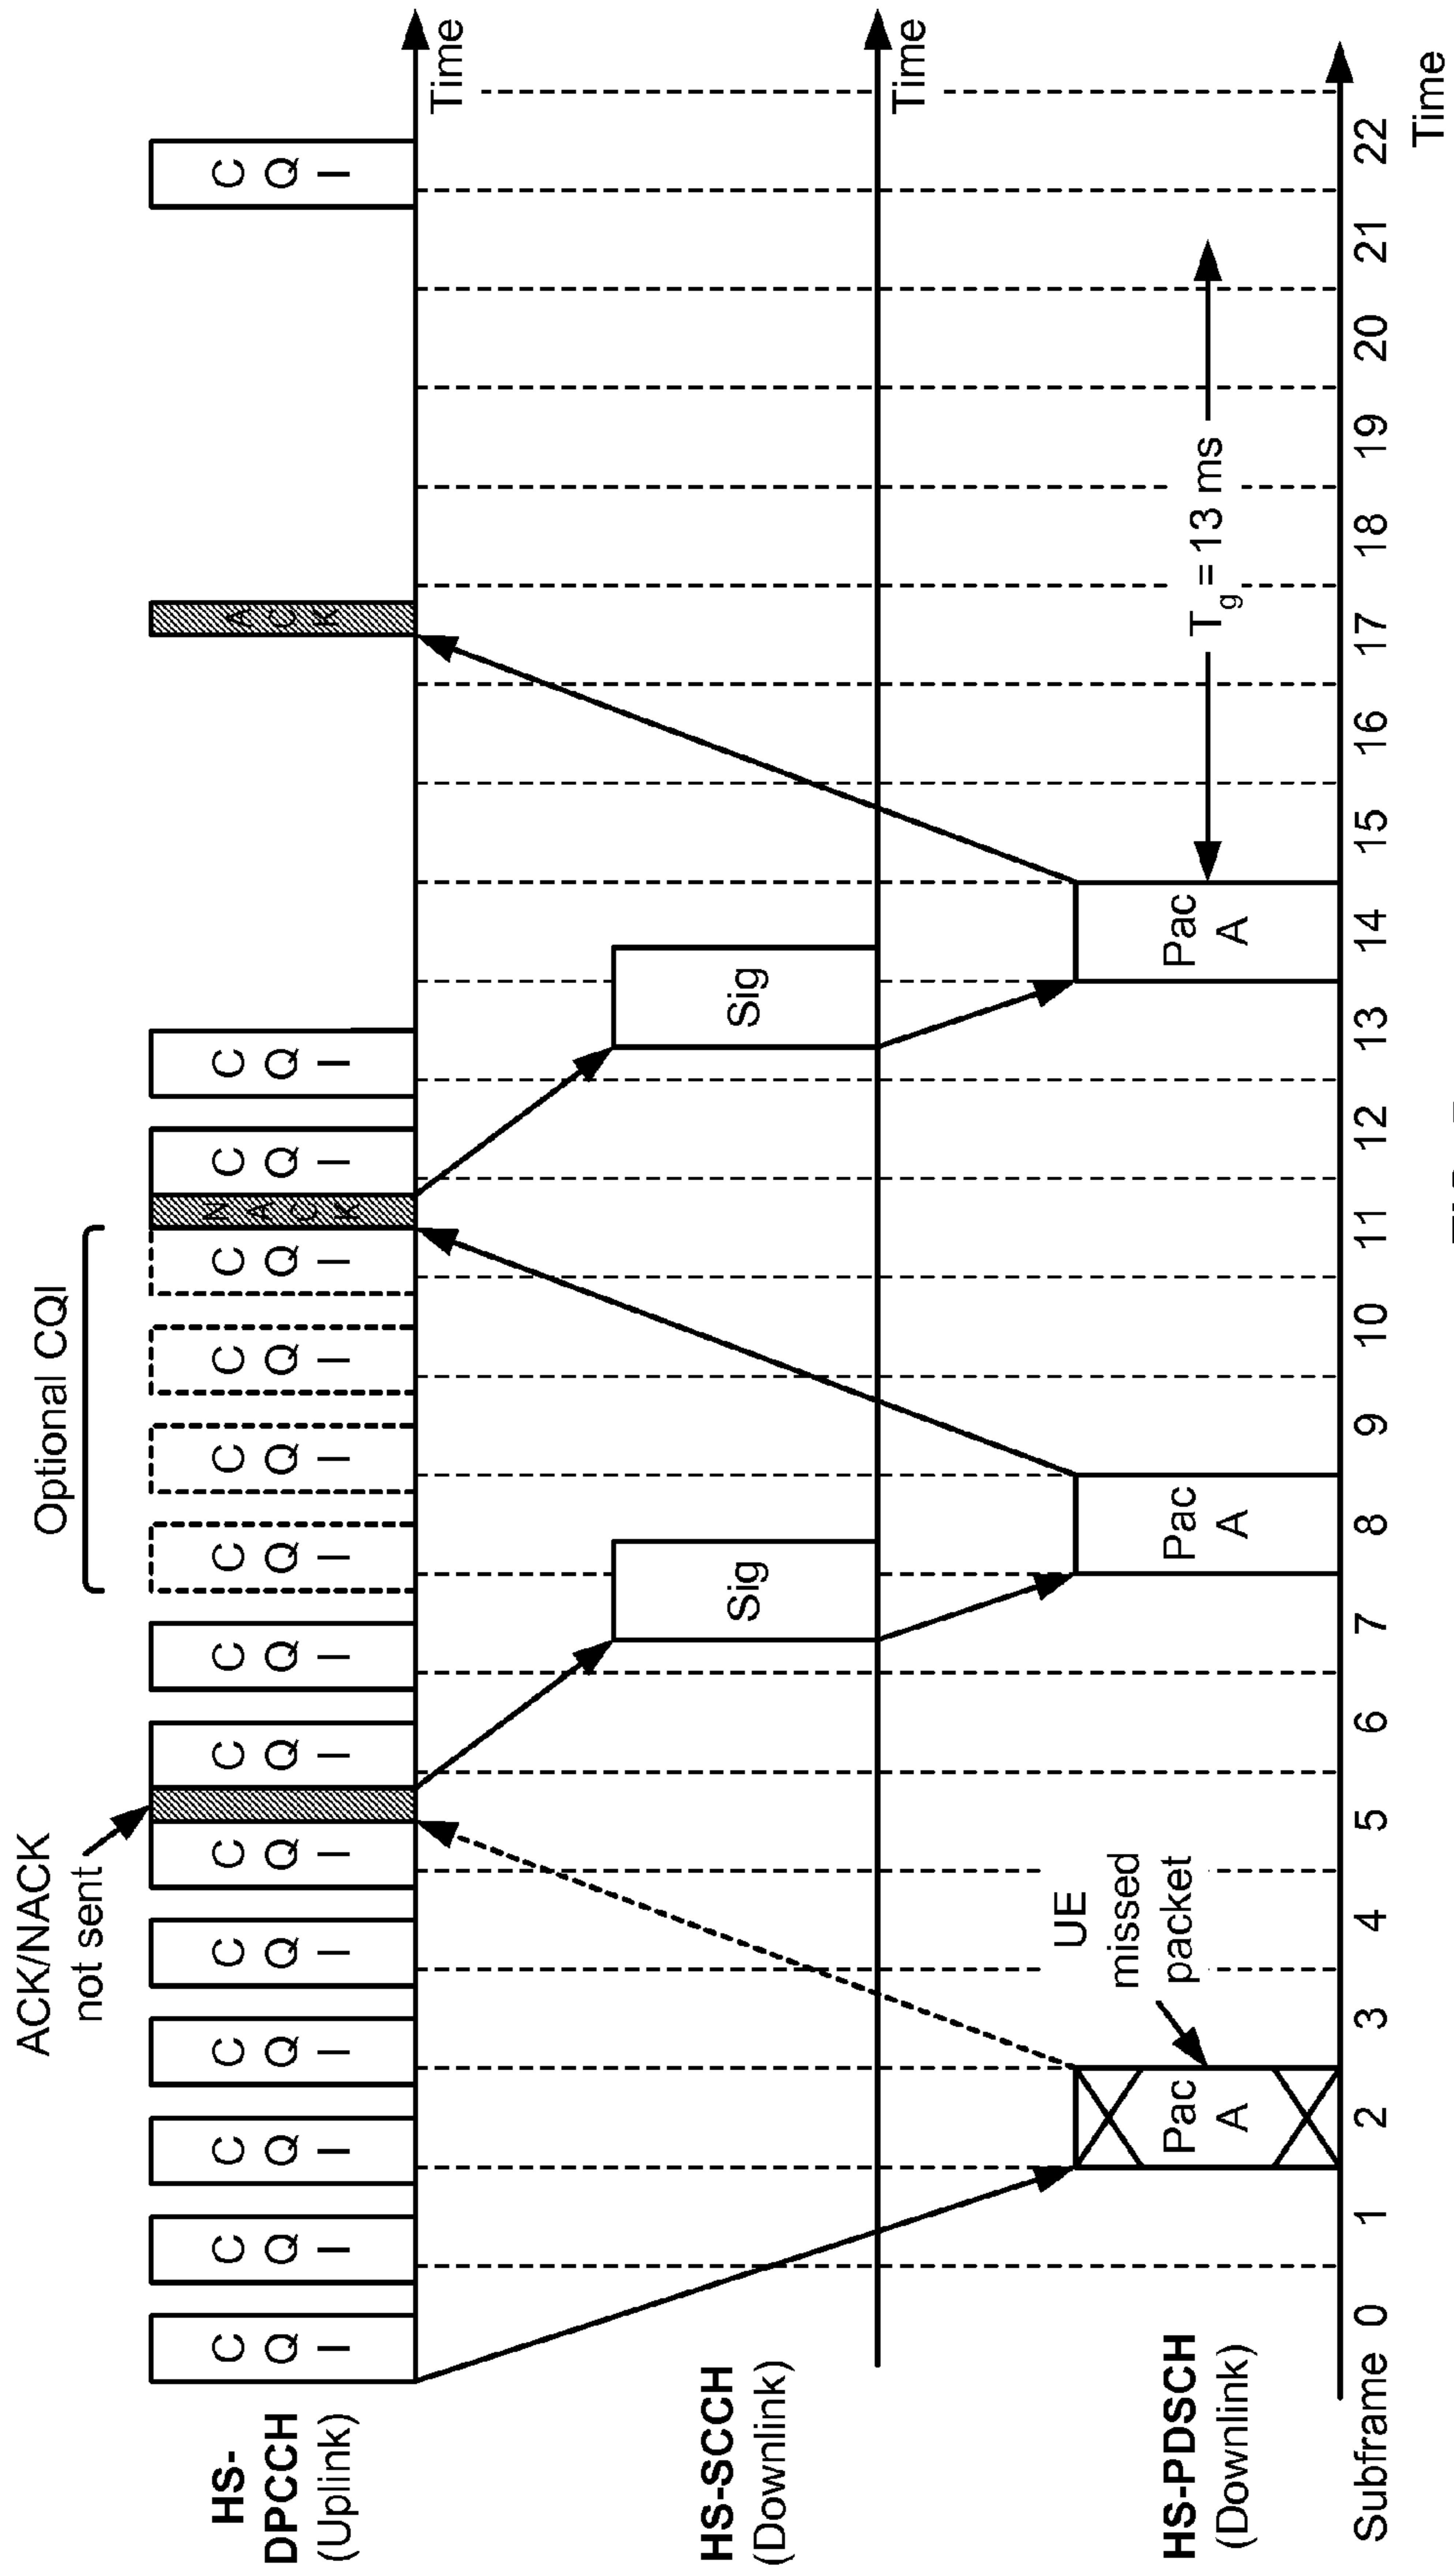 ACK/NACK
not sent
Optional CQI
HS-
DPCCH
(Uplink)
C
Q
I
C
Q
I
C
Q
I
C
Q
I
C
Q
I
C
Q
I
C
Q
I
C
Q
I
C
Q
I
C
Q
I
C
Q
I
C
Q
I
N
A
C
K
C
Q
I
C
Q
I
A
C
K
C
Q
I
Time
HS-SCCH
(Downlink)
Sig
Sig
Time
HS-PDSCH
(Downlink)
Pac
A
UE
missed
packet
Pac
A
Pac
A
Tg = 13 ms
Subframe 0 1 2 3 4 5 6 7 8 9 10 11 12 13 14 15 16 17 18 19 20 21 22
Time